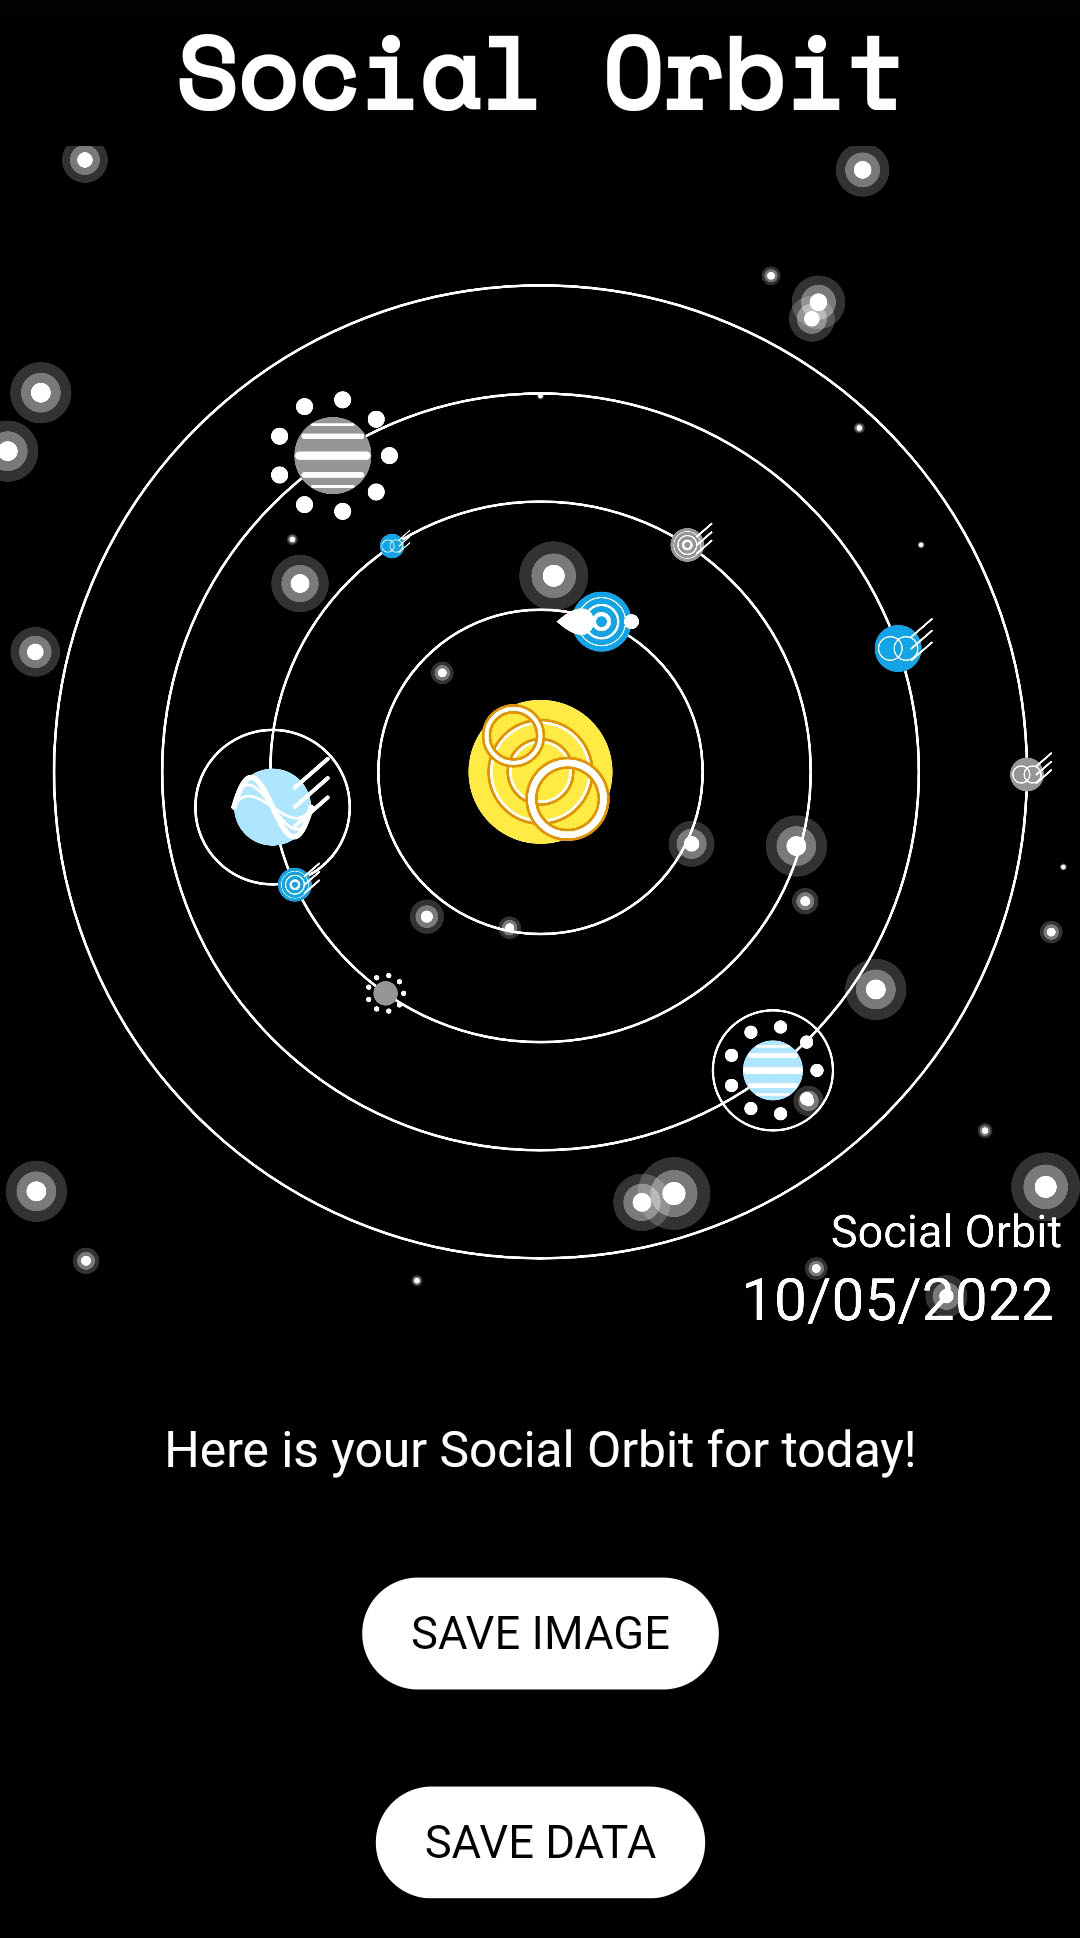 Social Orbit
Social Orbit
10/05/2022
Here is your Social Orbit for today!
SAVE IMAGE
SAVE DATA